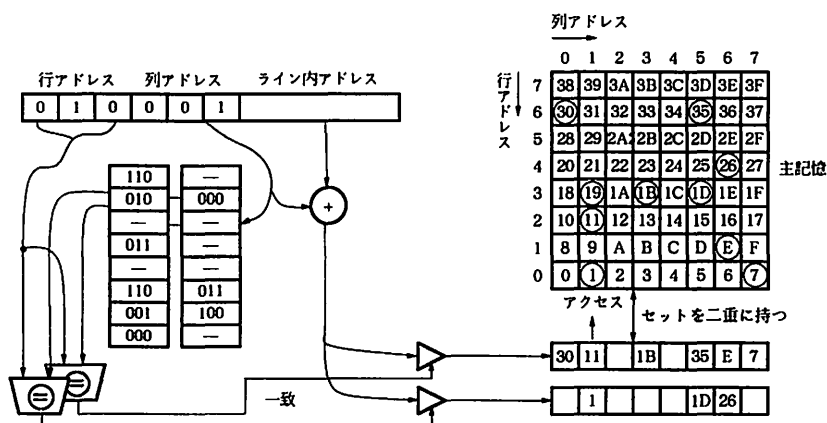 行アドレス 列アドレス ライン内アドレス
0 1 0 0 0 1
110 —
010 000
— —
011 —
— —
110 011
001 100
000 —
+
=
=
一致
列アドレス
0 1 2 3 4 5 6 7
行アドレス
7 38 39 3A 3B 3C 3D 3E 3F
6 30 31 32 33 34 35 36 37
5 28 29 2A 2B 2C 2D 2E 2F
4 20 21 22 23 24 25 26 27
3 18 19 1A 1B 1C 1D 1E 1F
2 10 11 12 13 14 15 16 17
1 8 9 A B C D E F
0 0 1 2 3 4 5 6 7
主記憶
アクセス セットを二重に持つ
30 11 1B 35 E 7
1 1D 26